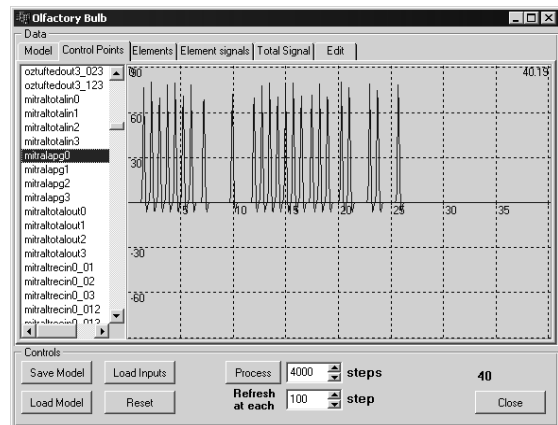 Olfactory Bulb
Data
Model Control Points Elements Element signals Total Signal Edit
oztuftedout3_023
oztuftedout3_123
mitraltotalin0
mitraltotalin1
mitraltotalin2
mitraltotalin3
mitralapg0
mitralapg1
mitralapg2
mitralapg3
mitraltotalout0
mitraltotalout1
mitraltotalout2
mitraltotalout3
mitraltrecin0_01
mitraltrecin0_02
mitraltrecin0_03
mitraltrecin0_012
mitraltrecin0_013
90 40.19
60
30
5 10 15 20 25 30 35
-30
-60
Controls
Save Model Load Inputs Process 4000 steps 40
Load Model Reset Refresh at each 100 step Close